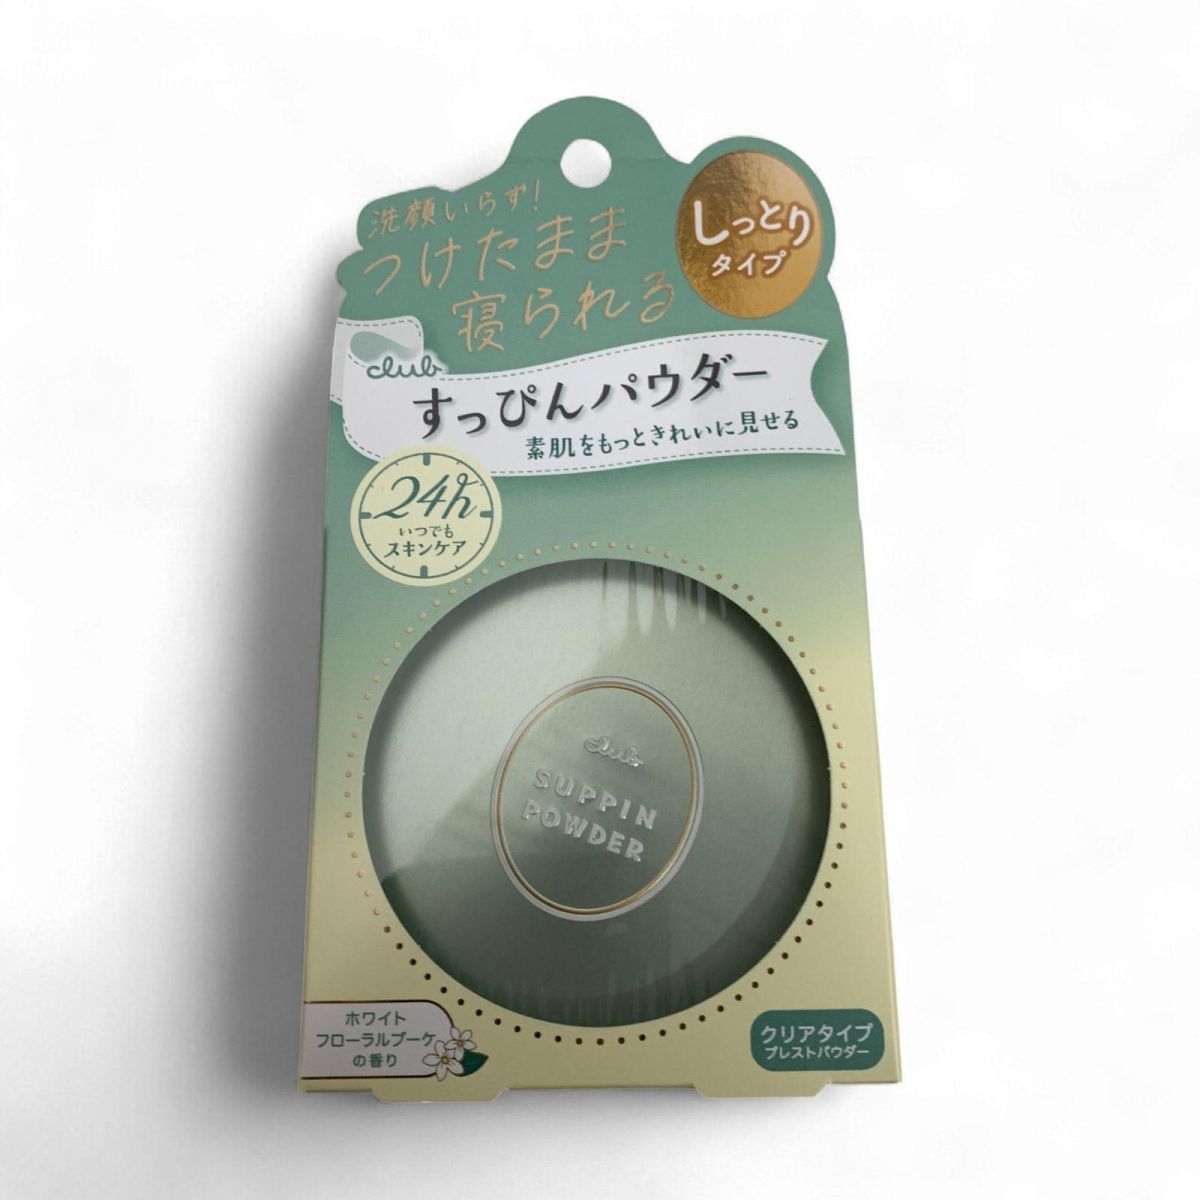 洗顔いらず!
つけたまま
寝られる
しっとり
タイプ
club
すっぴんパウダー
素肌をもっときれいに見せる
24h
いつでも
スキンケア
club
SUPPIN
POWDER
ホワイト
フローラルブーケ
の香り
クリアタイプ
プレストパウダー